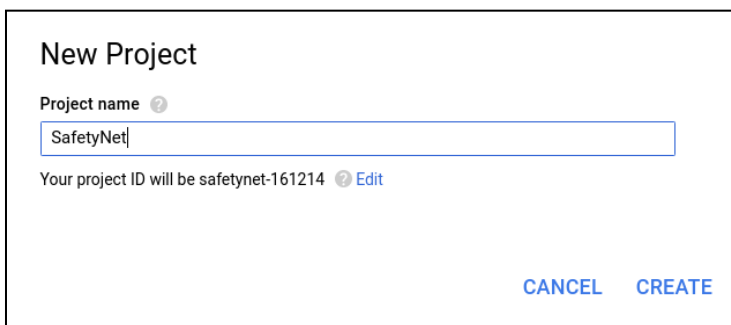 New Project
Project name ?
SafetyNet
Your project ID will be safetynet-161214 ? Edit
CANCEL CREATE